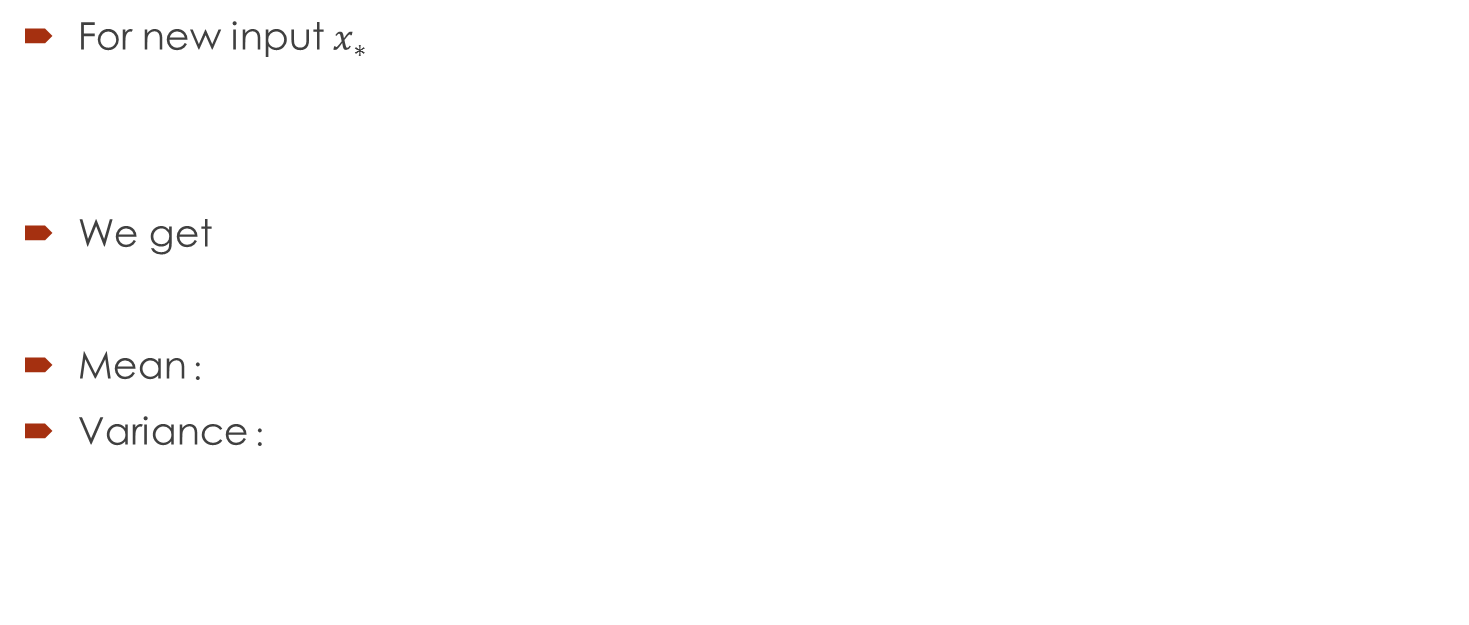 For new input 𝑥∗
We get
Mean :
Variance :